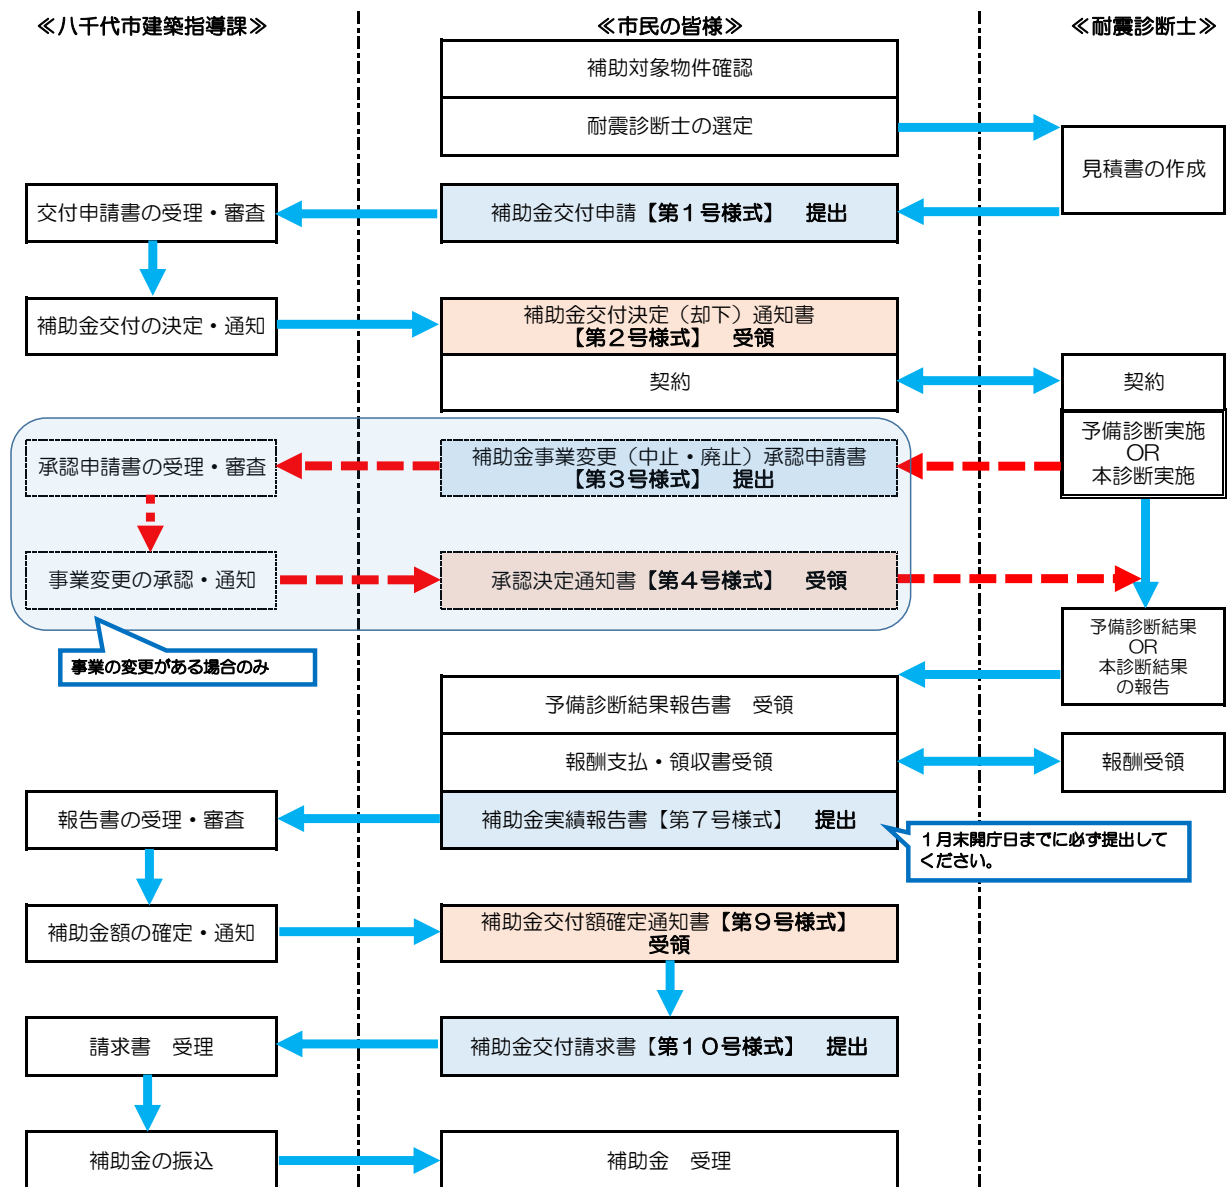 ≪八千代市建築指導課≫
≪市民の皆様≫
≪耐震診断士≫
補助対象物件確認
耐震診断士の選定
見積書の作成
交付申請書の受理・審査
補助金交付申請【第１号様式】　提出
補助金交付の決定・通知
補助金交付決定（却下）通知書
【第２号様式】　受領
契約
契約
予備診断実施
OR
本診断実施
承認申請書の受理・審査
補助金事業変更（中止・廃止）承認申請書
【第３号様式】　提出
事業変更の承認・通知
承認決定通知書【第４号様式】　受領
事業の変更がある場合のみ
予備診断結果
OR
本診断結果
の報告
予備診断結果報告書　受領
報酬支払・領収書受領
報酬受領
報告書の受理・審査
補助金実績報告書【第７号様式】　提出
１月末開庁日までに必ず提出して
ください。
補助金額の確定・通知
補助金交付額確定通知書【第９号様式】
受領
請求書　受理
補助金交付請求書【第１０号様式】　提出
補助金の振込
補助金　受理